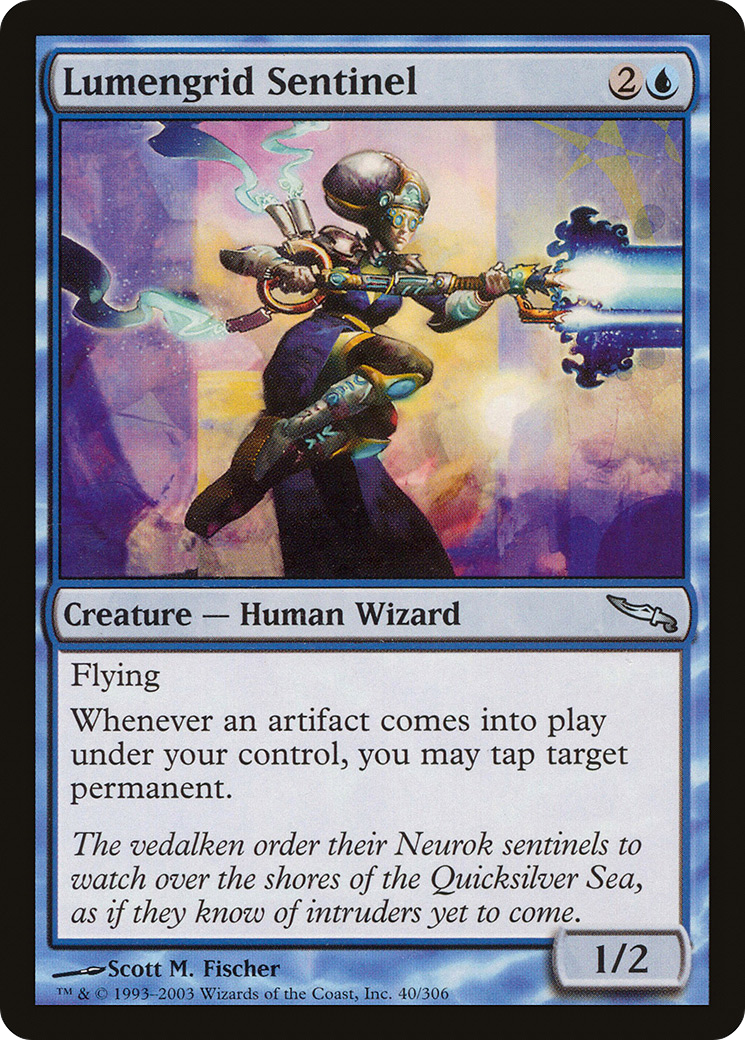 Lumengrid Sentinel 2
Creature — Human Wizard
Flying
Whenever an artifact comes into play
under your control, you may tap target
permanent.
The vedalken order their Neurok sentinels to
watch over the shores of the Quicksilver Sea,
as if they know of intruders yet to come.
1/2
Scott M. Fischer
™ & © 1993–2003 Wizards of the Coast, Inc. 40/306